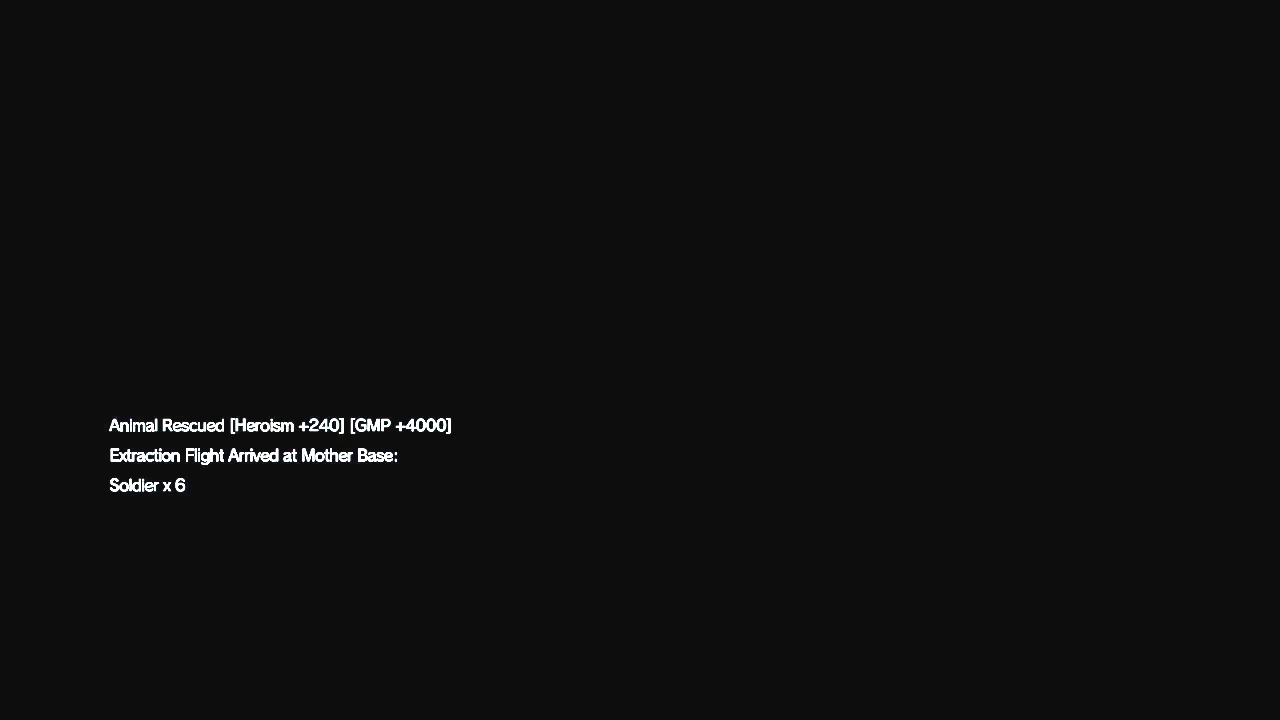 Animal Rescued [Heroism +240] [GMP +4000]
Extraction Flight Arrived at Mother Base:
Soldier x 6